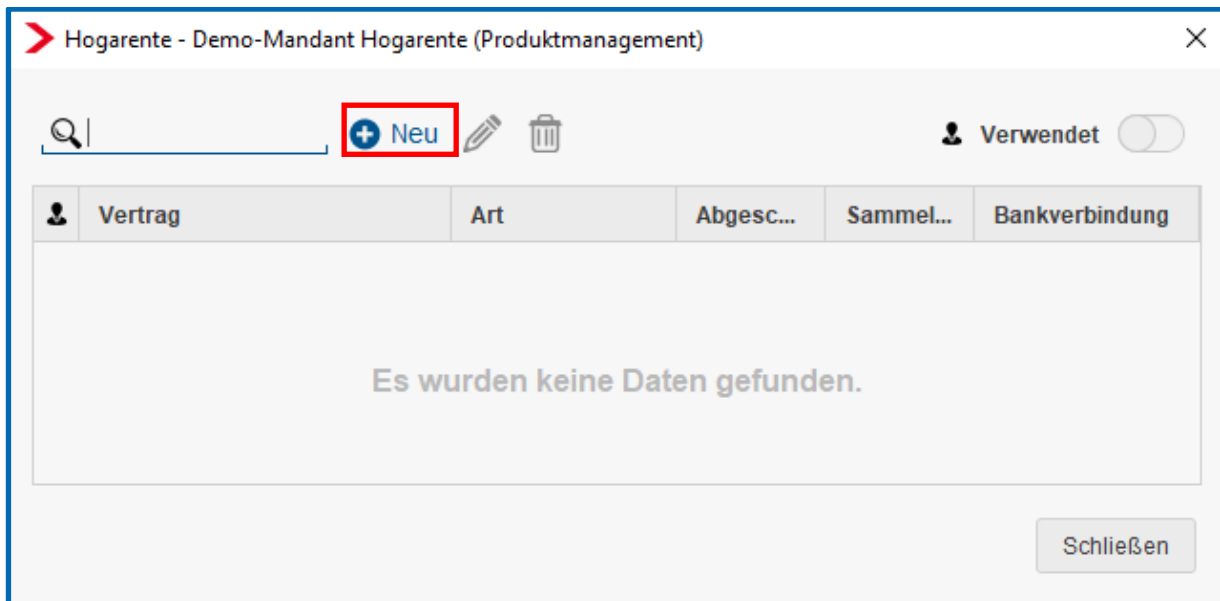 Hogarente - Demo-Mandant Hogarente (Produktmanagement)
Neu Verwendet
Vertrag Art Abgesc... Sammel... Bankverbindung
Es wurden keine Daten gefunden.
Schließen